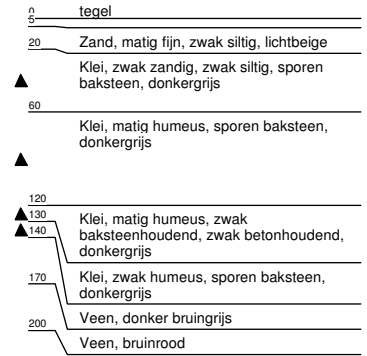 0 tegel
5
20 Zand, matig fijn, zwak siltig, lichtbeige
Klei, zwak zandig, zwak siltig, sporen
baksteen, donkergrijs
60
Klei, matig humeus, sporen baksteen,
donkergrijs
120
130 Klei, matig humeus, zwak
baksteenhoudend, zwak betonhoudend,
140
donkergrijs
Klei, zwak humeus, sporen baksteen,
170
donkergrijs
Veen, donker bruingrijs
200
Veen, bruinrood